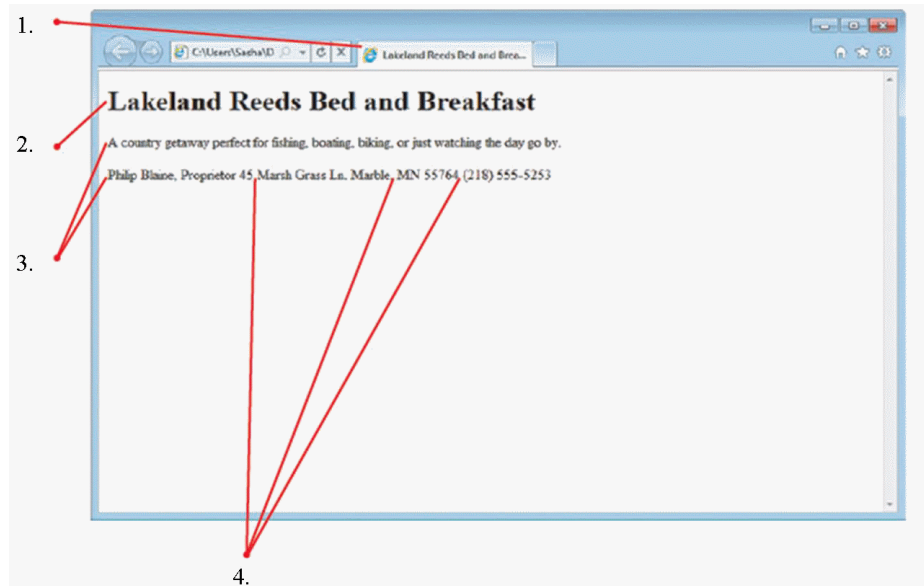 1.
C:\Users\Sasha\D
Lakeland Reeds Bed and Brea...
Lakeland Reeds Bed and Breakfast
2.
A country getaway perfect for fishing, boating, biking, or just watching the day go by.
Philip Blaine, Proprietor 45 Marsh Grass Ln. Marble, MN 55764 (218) 555-5253
3.
4.